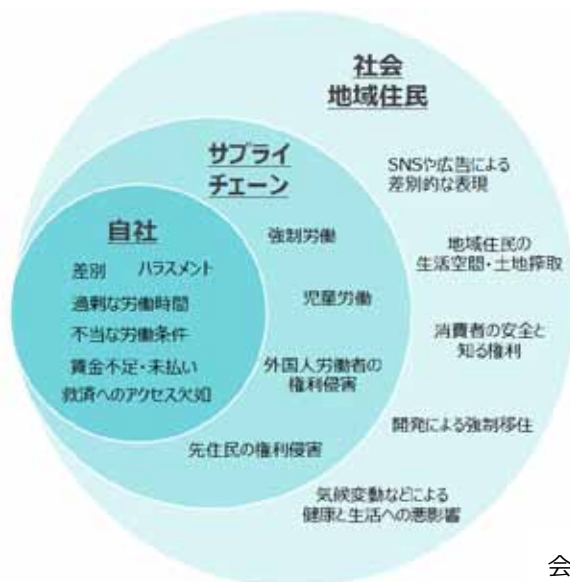 社会
地域住民
サプライ
チェーン
自社
SNSや広告による
差別的な表現
強制労働
差別 ハラスメント
地域住民の
生活空間・土地搾取
過剰な労働時間
児童労働
不当な労働条件
消費者の安全と
知る権利
賃金不足・未払い
外国人労働者の
権利侵害
救済へのアクセス欠如
開発による強制移住
先住民の権利侵害
気候変動などによる
健康と生活への悪影響
会